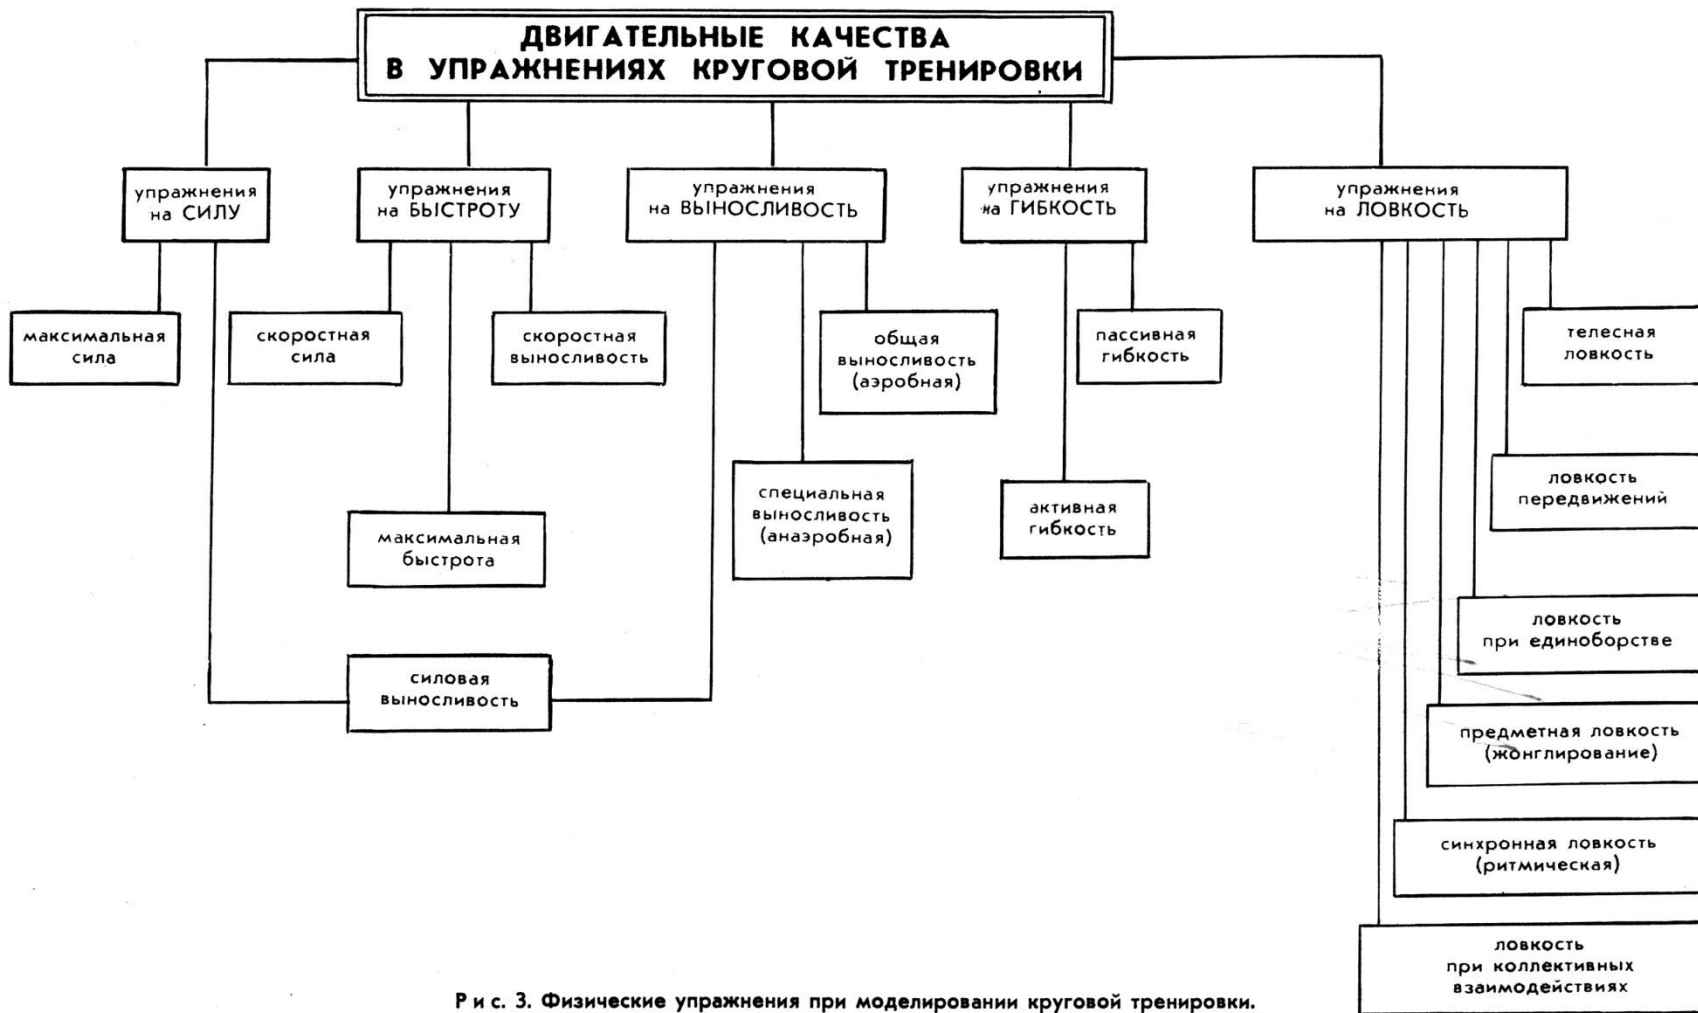 ДВИГАТЕЛЬНЫЕ КАЧЕСТВА
В УПРАЖНЕНИЯХ КРУГОВОЙ ТРЕНИРОВКИ
упражнения
на СИЛУ
упражнения
на БЫСТРОТУ
упражнения
на ВЫНОСЛИВОСТЬ
упражнения
на ГИБКОСТЬ
упражнения
на ЛОВКОСТЬ
максимальная
сила
скоростная
сила
скоростная
выносливость
общая
выносливость
(аэробная)
пассивная
гибкость
телесная
ловкость
ловкость
передвижений
специальная
выносливость
(анаэробная)
активная
гибкость
максимальная
быстрота
ловкость
при единоборстве
силовая
выносливость
предметная ловкость
(жонглирование)
синхронная ловкость
(ритмическая)
ловкость
при коллективных
взаимодействиях
Рис. 3. Физические упражнения при моделировании круговой тренировки.